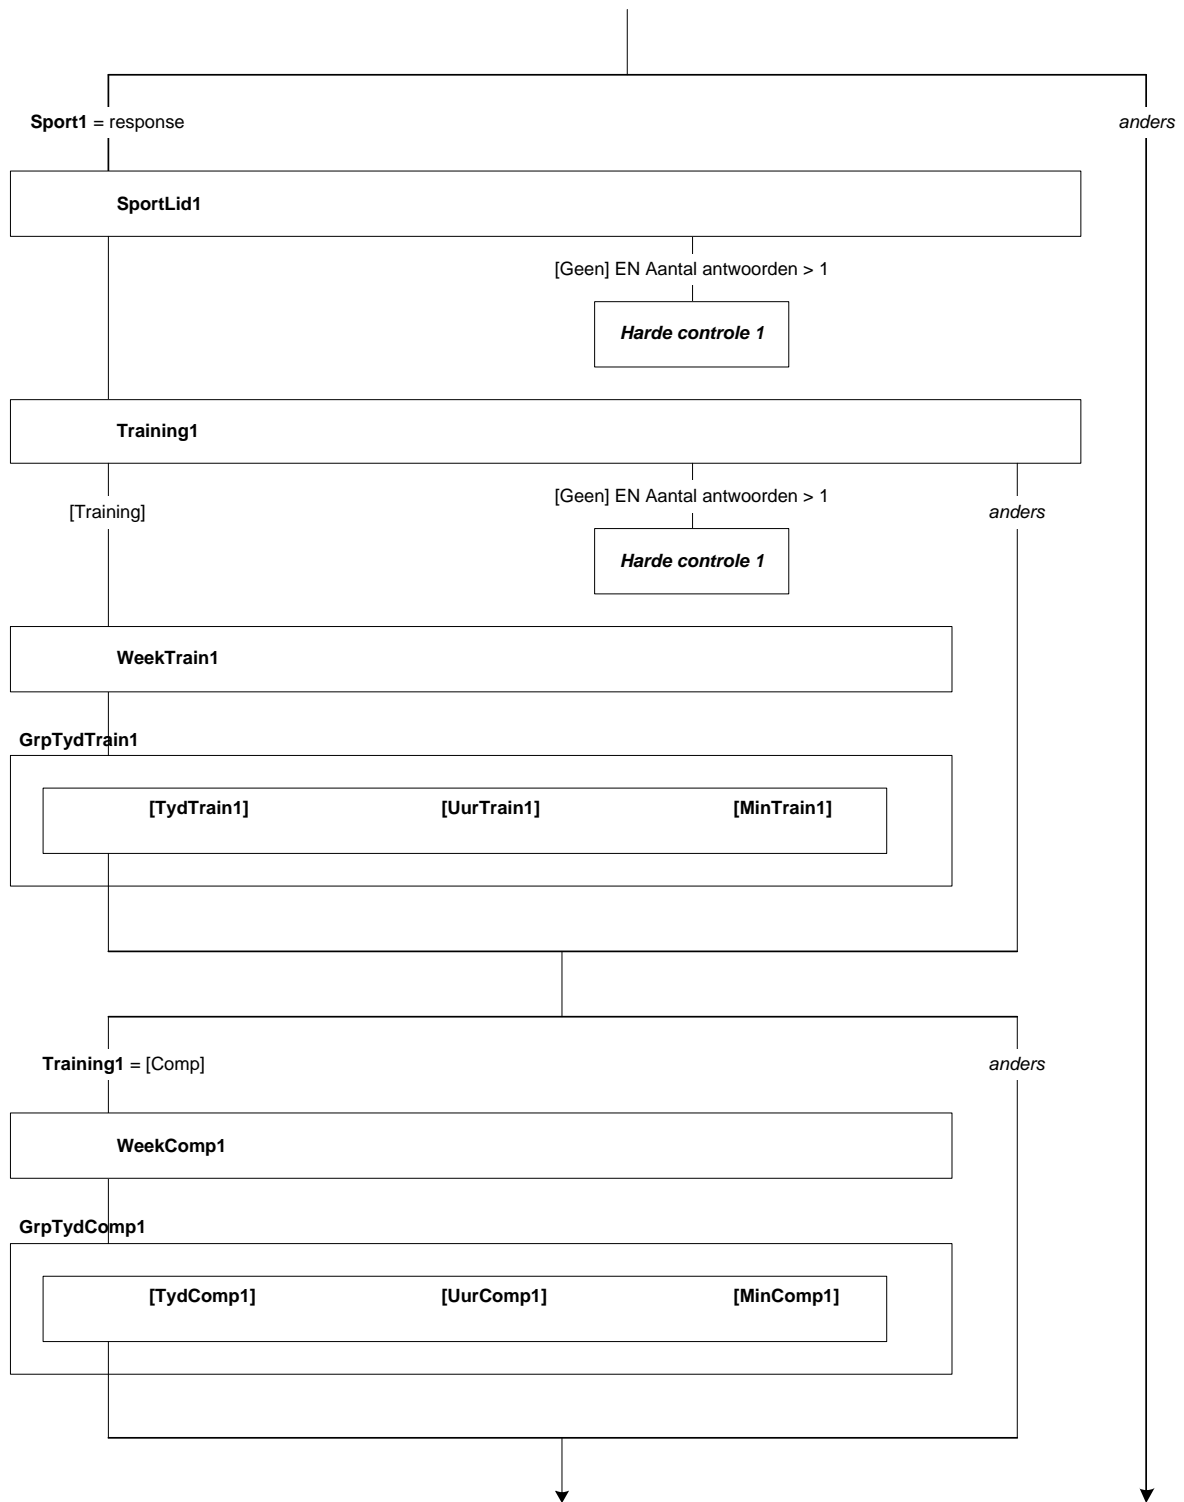 Sport1 = response
anders
SportLid1
[Geen] EN Aantal antwoorden > 1
Harde controle 1
Training1
[Training]
[Geen] EN Aantal antwoorden > 1
anders
Harde controle 1
WeekTrain1
GrpTydTrain1
[TydTrain1] [UurTrain1] [MinTrain1]
Training1 = [Comp]
anders
WeekComp1
GrpTydComp1
[TydComp1] [UurComp1] [MinComp1]